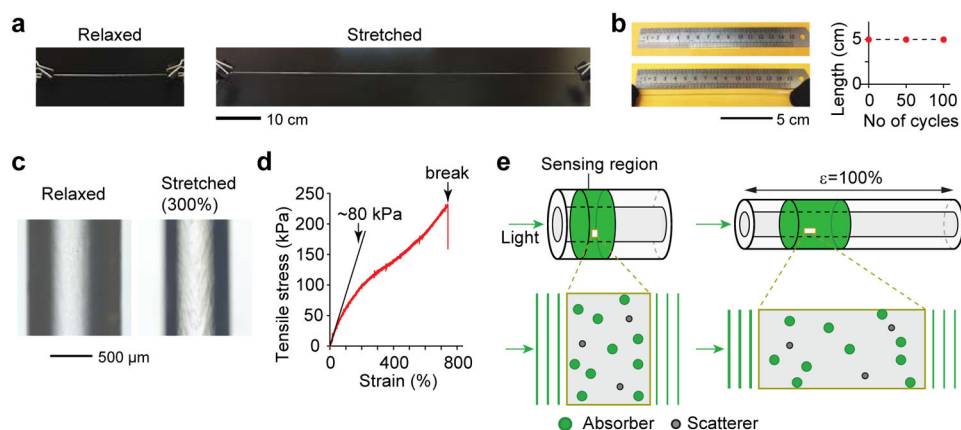 a
Relaxed
Stretched
10 cm
b
5 cm
Length (cm)
5
0
0 50 100
No of cycles
c
Relaxed
Stretched
(300%)
500 μm
d
Tensile stress (kPa)
250
200
150
100
50
0
~80 kPa
break
0 400 800
Strain (%)
e
Sensing region
Light
ε=100%
Absorber
Scatterer